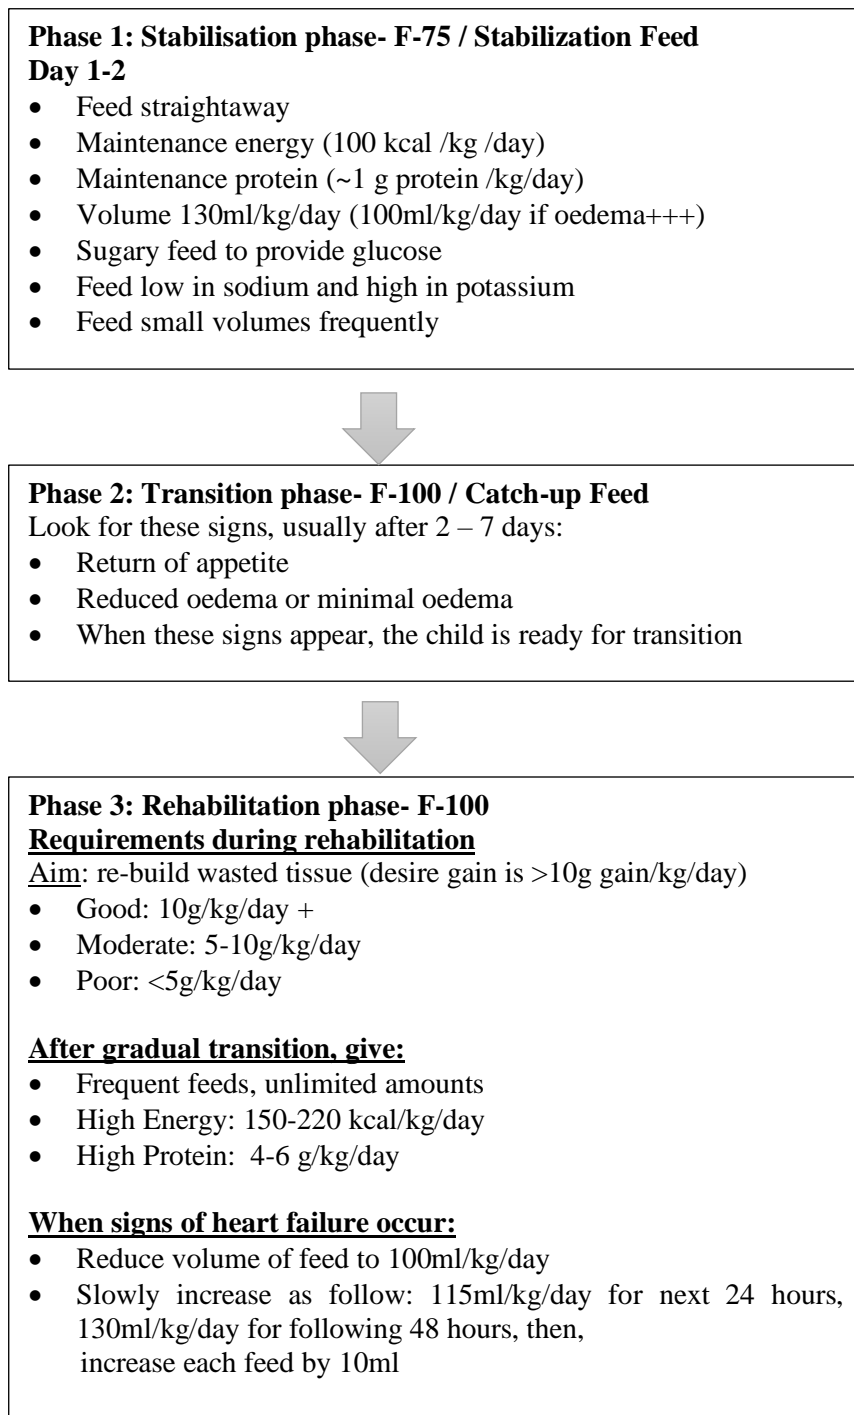 Phase 1: Stabilisation phase- F-75 / Stabilization Feed
Day 1-2
• Feed straightaway
• Maintenance energy (100 kcal /kg /day)
• Maintenance protein (~1 g protein /kg/day)
• Volume 130ml/kg/day (100ml/kg/day if oedema+++)
• Sugary feed to provide glucose
• Feed low in sodium and high in potassium
• Feed small volumes frequently
Phase 2: Transition phase- F-100 / Catch-up Feed
Look for these signs, usually after 2 – 7 days:
• Return of appetite
• Reduced oedema or minimal oedema
• When these signs appear, the child is ready for transition
Phase 3: Rehabilitation phase- F-100
Requirements during rehabilitation
Aim: re-build wasted tissue (desire gain is >10g gain/kg/day)
• Good: 10g/kg/day +
• Moderate: 5-10g/kg/day
• Poor: <5g/kg/day
After gradual transition, give:
• Frequent feeds, unlimited amounts
• High Energy: 150-220 kcal/kg/day
• High Protein: 4-6 g/kg/day
When signs of heart failure occur:
• Reduce volume of feed to 100ml/kg/day
• Slowly increase as follow: 115ml/kg/day for next 24 hours,
130ml/kg/day for following 48 hours, then,
increase each feed by 10ml